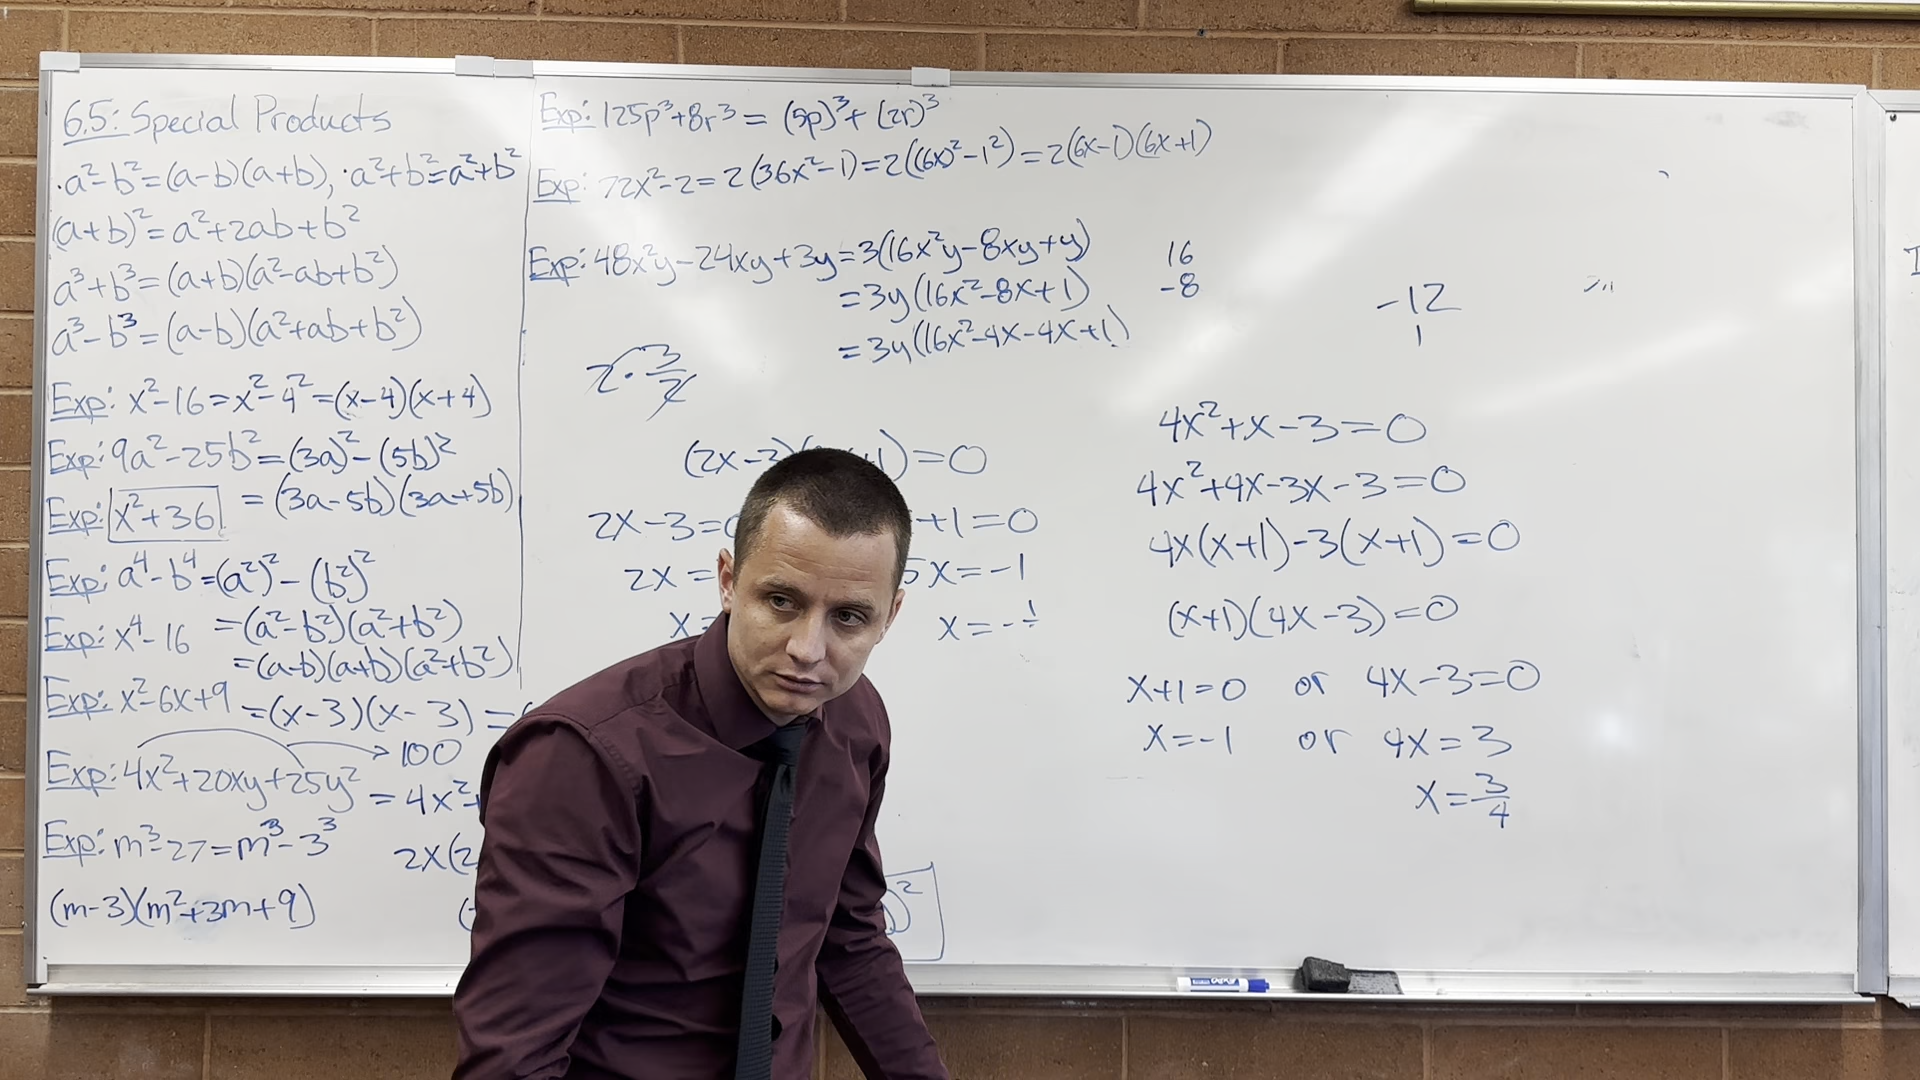 6.5: Special Products
·a²-b²=(a-b)(a+b), ·a²+b²=a²+b²
(a+b)²=a²+2ab+b²
a³+b³=(a+b)(a²-ab+b²)
a³-b³=(a-b)(a²+ab+b²)
Exp: x²-16=x²-4²=(x-4)(x+4)
Exp: 9a²-25b²=(3a)²-(5b)²
=(3a-5b)(3a+5b)
Exp: x²+36
Exp: a⁴-b⁴=(a²)²-(b²)²
=(a²-b²)(a²+b²)
=(a-b)(a+b)(a²+b²)
Exp: x⁴-16
Exp: x²-6x+9=(x-3)(x-3)=
Exp: 4x²+20xy+25y²
→100
=4x²+
2x(2
Exp: m³-27=m³-3³
(m-3)(m²+3m+9)
Exp: 125p³+8r³=(5p)³+(2r)³
Exp: 72x²-2=2(36x²-1)=2((6x)²-1²)=2(6x-1)(6x+1)
Exp: 48x²y-24xy+3y=3(16x²y-8xy+y)
=3y(16x²-8x+1)
=3y(16x²-4x-4x+1)
16
-8
-12
1
2·3/2
=0
2x-3=
+1=0
2x=
5x=-1
x=
x=-
)²
4x²+x-3=0
4x²+4x-3x-3=0
4x(x+1)-3(x+1)=0
(x+1)(4x-3)=0
x+1=0 or 4x-3=0
x=-1 or 4x=3
x=3/4